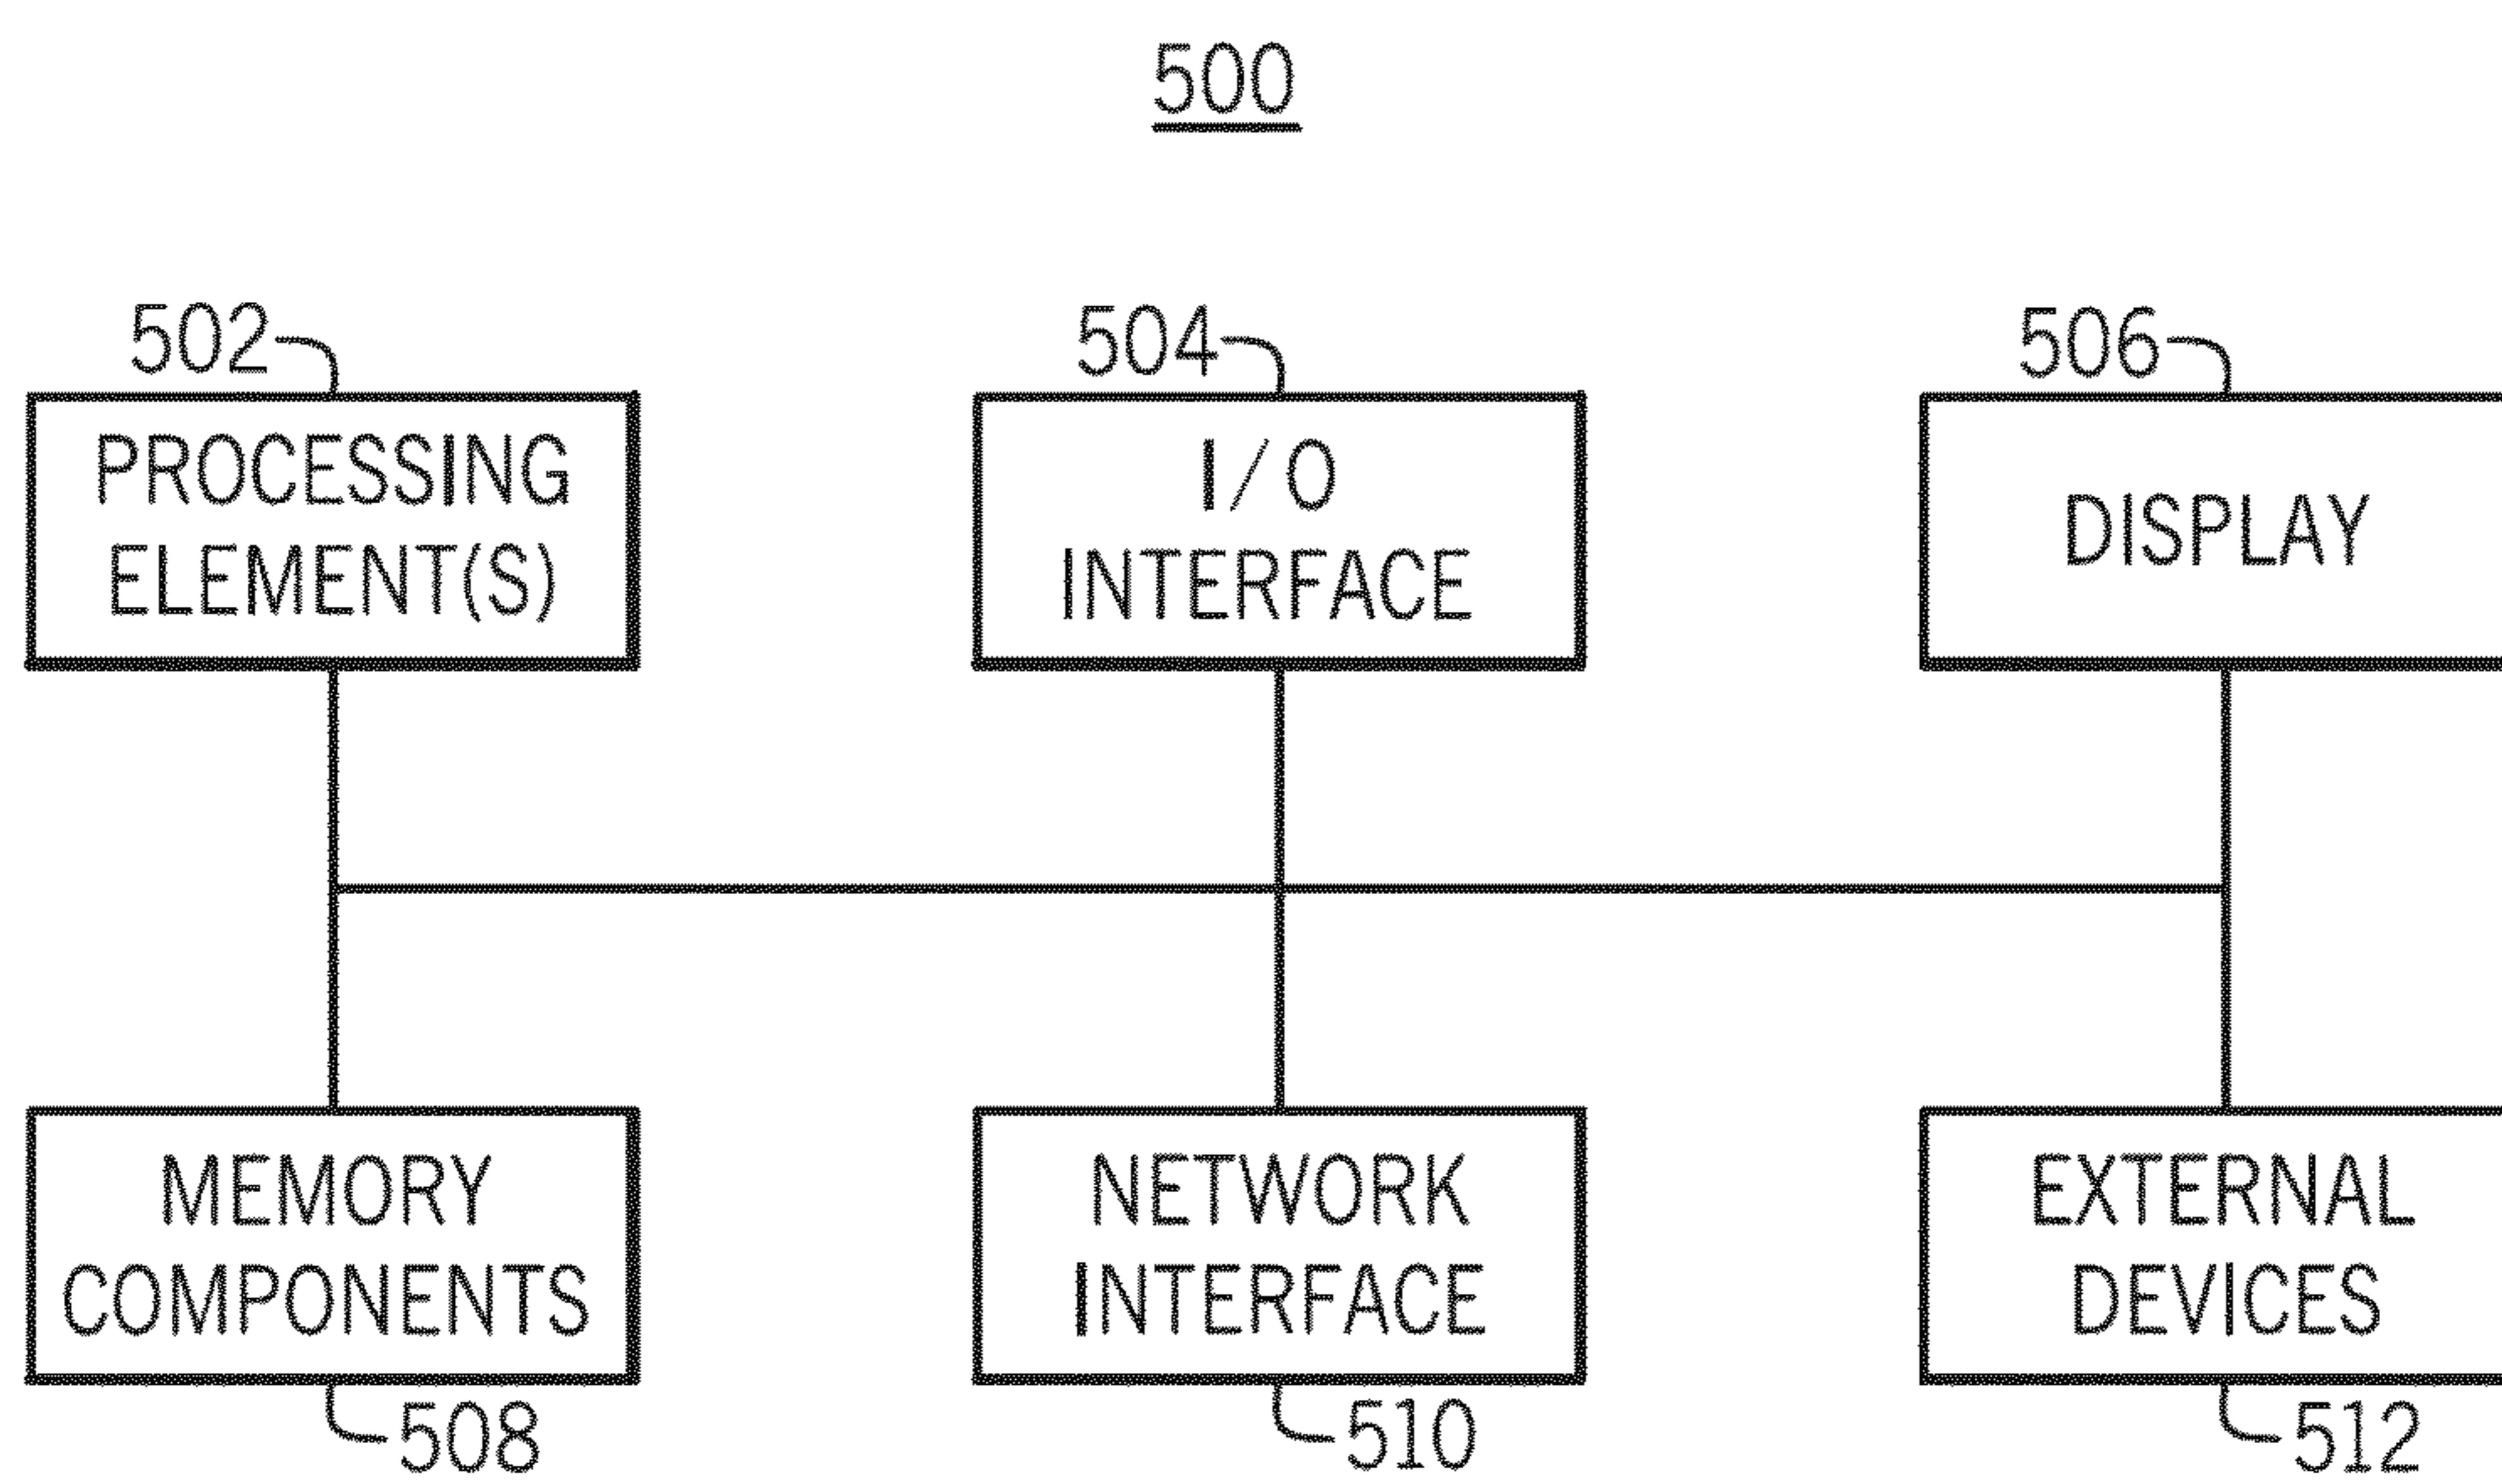 500
502
504
506
PROCESSING
ELEMENT(S)
I/O
INTERFACE
DISPLAY
MEMORY
COMPONENTS
NETWORK
INTERFACE
EXTERNAL
DEVICES
508
510
512